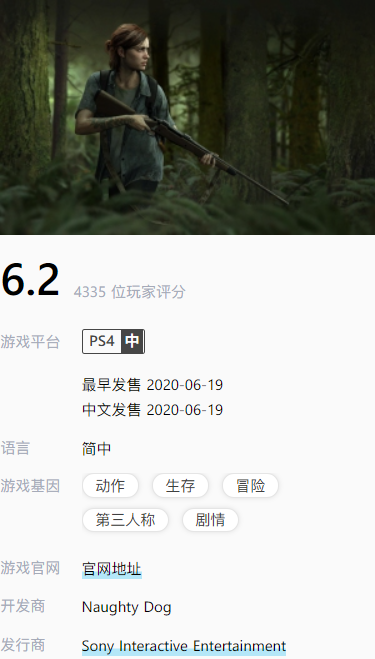 6.2 4335 位玩家评分
游戏平台 PS4 中
最早发售 2020-06-19
中文发售 2020-06-19
语言 简中
游戏基因 动作 生存 冒险
第三人称 剧情
游戏官网 官网地址
开发商 Naughty Dog
发行商 Sony Interactive Entertainment